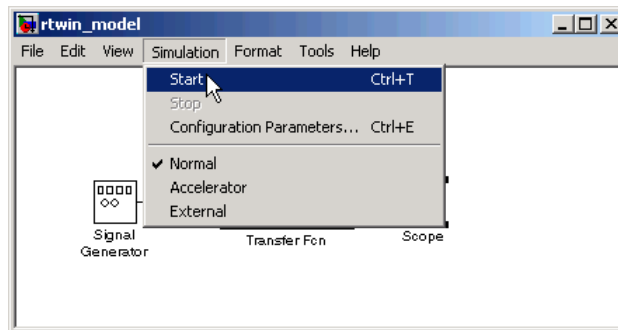 rtwin_model
File Edit View Simulation Format Tools Help
Start Ctrl+T
Stop
Configuration Parameters... Ctrl+E
Normal
Accelerator
External
Signal Generator
Transfer Fcn
Scope